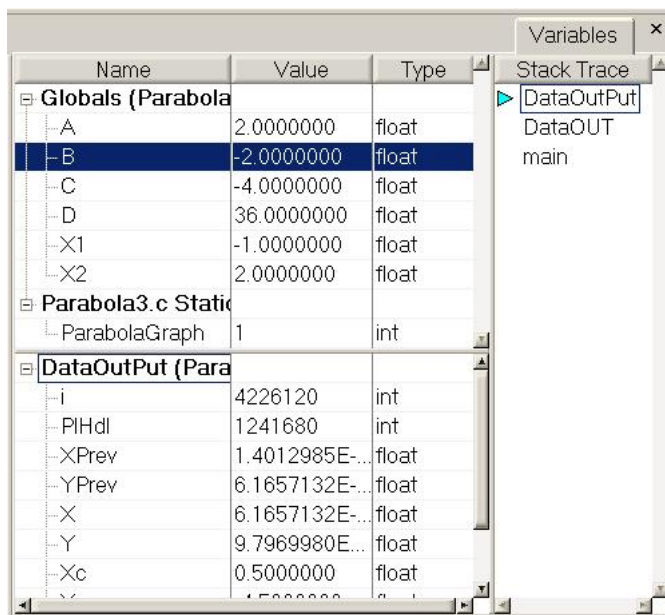 Variables
Name Value Type Stack Trace
Globals (Parabola DataOutPut
A 2.0000000 float DataOUT
B -2.0000000 float main
C -4.0000000 float
D 36.0000000 float
X1 -1.0000000 float
X2 2.0000000 float
Parabola3.c Static
ParabolaGraph 1 int
DataOutPut (Para
i 4226120 int
PlHdl 1241680 int
XPrev 1.4012985E-... float
YPrev 6.1657132E-... float
X 6.1657132E-... float
Y 9.7969980E... float
Xc 0.5000000 float